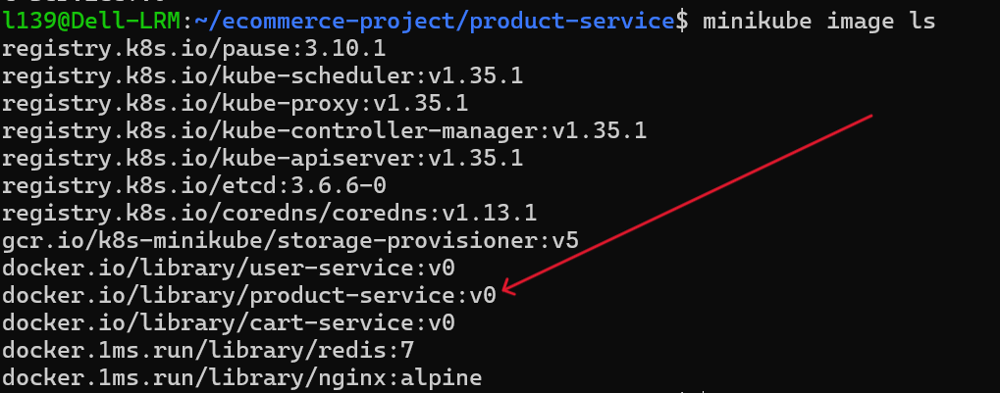 l139@Dell-LRM:~/ecommerce-project/product-service$ minikube image ls
registry.k8s.io/pause:3.10.1
registry.k8s.io/kube-scheduler:v1.35.1
registry.k8s.io/kube-proxy:v1.35.1
registry.k8s.io/kube-controller-manager:v1.35.1
registry.k8s.io/kube-apiserver:v1.35.1
registry.k8s.io/etcd:3.6.6-0
registry.k8s.io/coredns/coredns:v1.13.1
gcr.io/k8s-minikube/storage-provisioner:v5
docker.io/library/user-service:v0
docker.io/library/product-service:v0
docker.io/library/cart-service:v0
docker.1ms.run/library/redis:7
docker.1ms.run/library/nginx:alpine